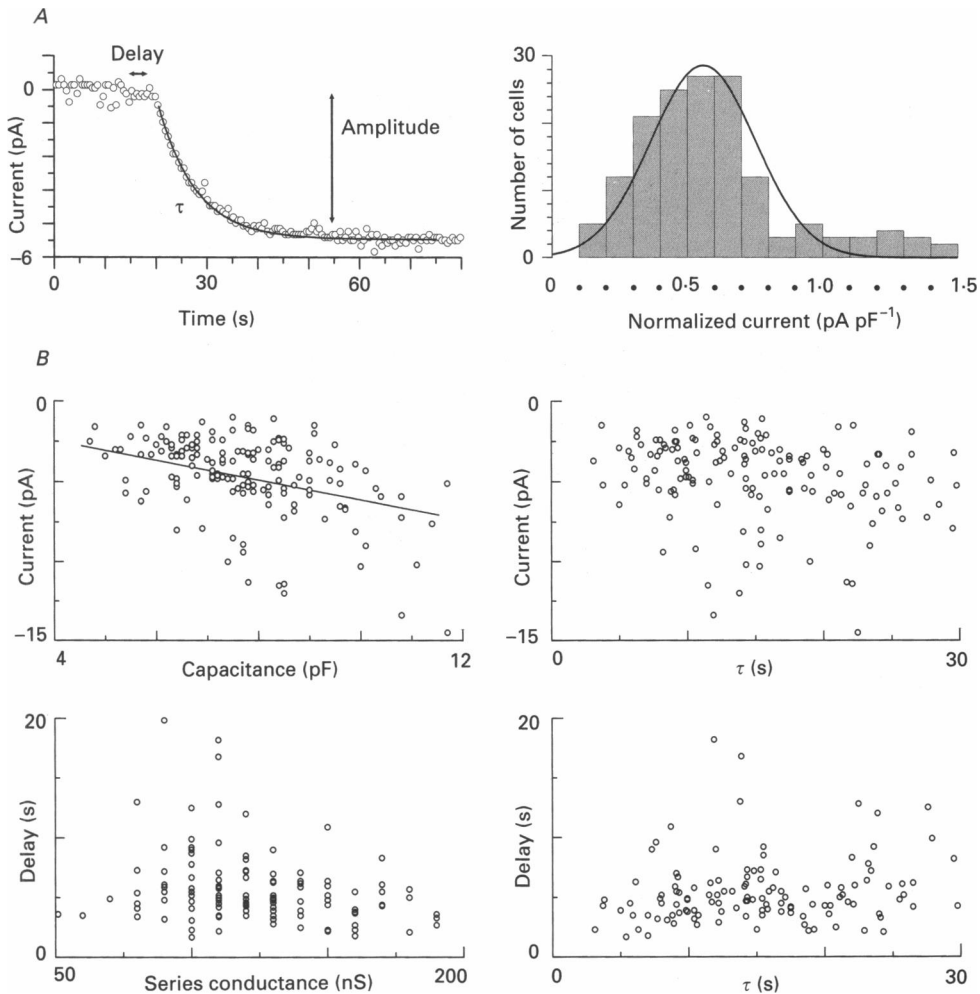 A
Delay
0
Current (pA)
−6
τ
Amplitude
0 30 60
Time (s)
30
Number of cells
0
0 0·5 1·0 1·5
Normalized current (pA pF⁻¹)
B
0
Current (pA)
−15
4 12
Capacitance (pF)
0
Current (pA)
−15
0 30
τ (s)
20
Delay (s)
0
50 200
Series conductance (nS)
20
Delay (s)
0
0 30
τ (s)